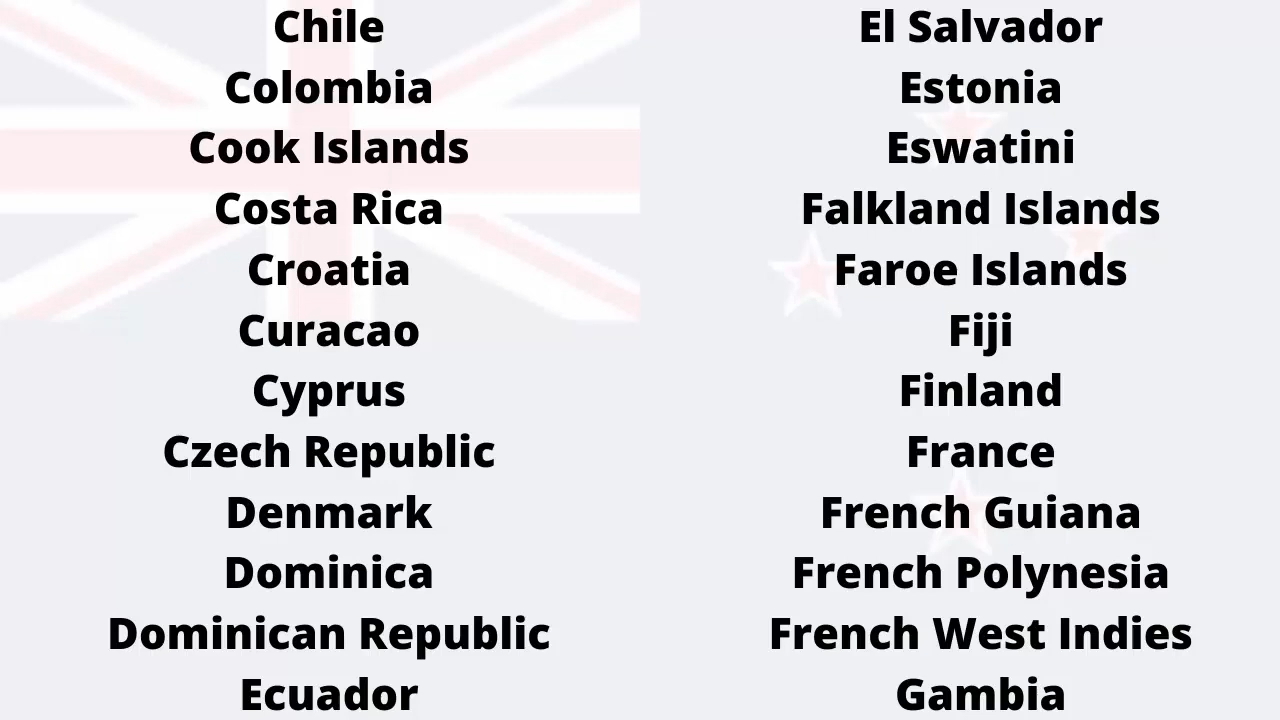 Chile
Colombia
Cook Islands
Costa Rica
Croatia
Curacao
Cyprus
Czech Republic
Denmark
Dominica
Dominican Republic
Ecuador
El Salvador
Estonia
Eswatini
Falkland Islands
Faroe Islands
Fiji
Finland
France
French Guiana
French Polynesia
French West Indies
Gambia